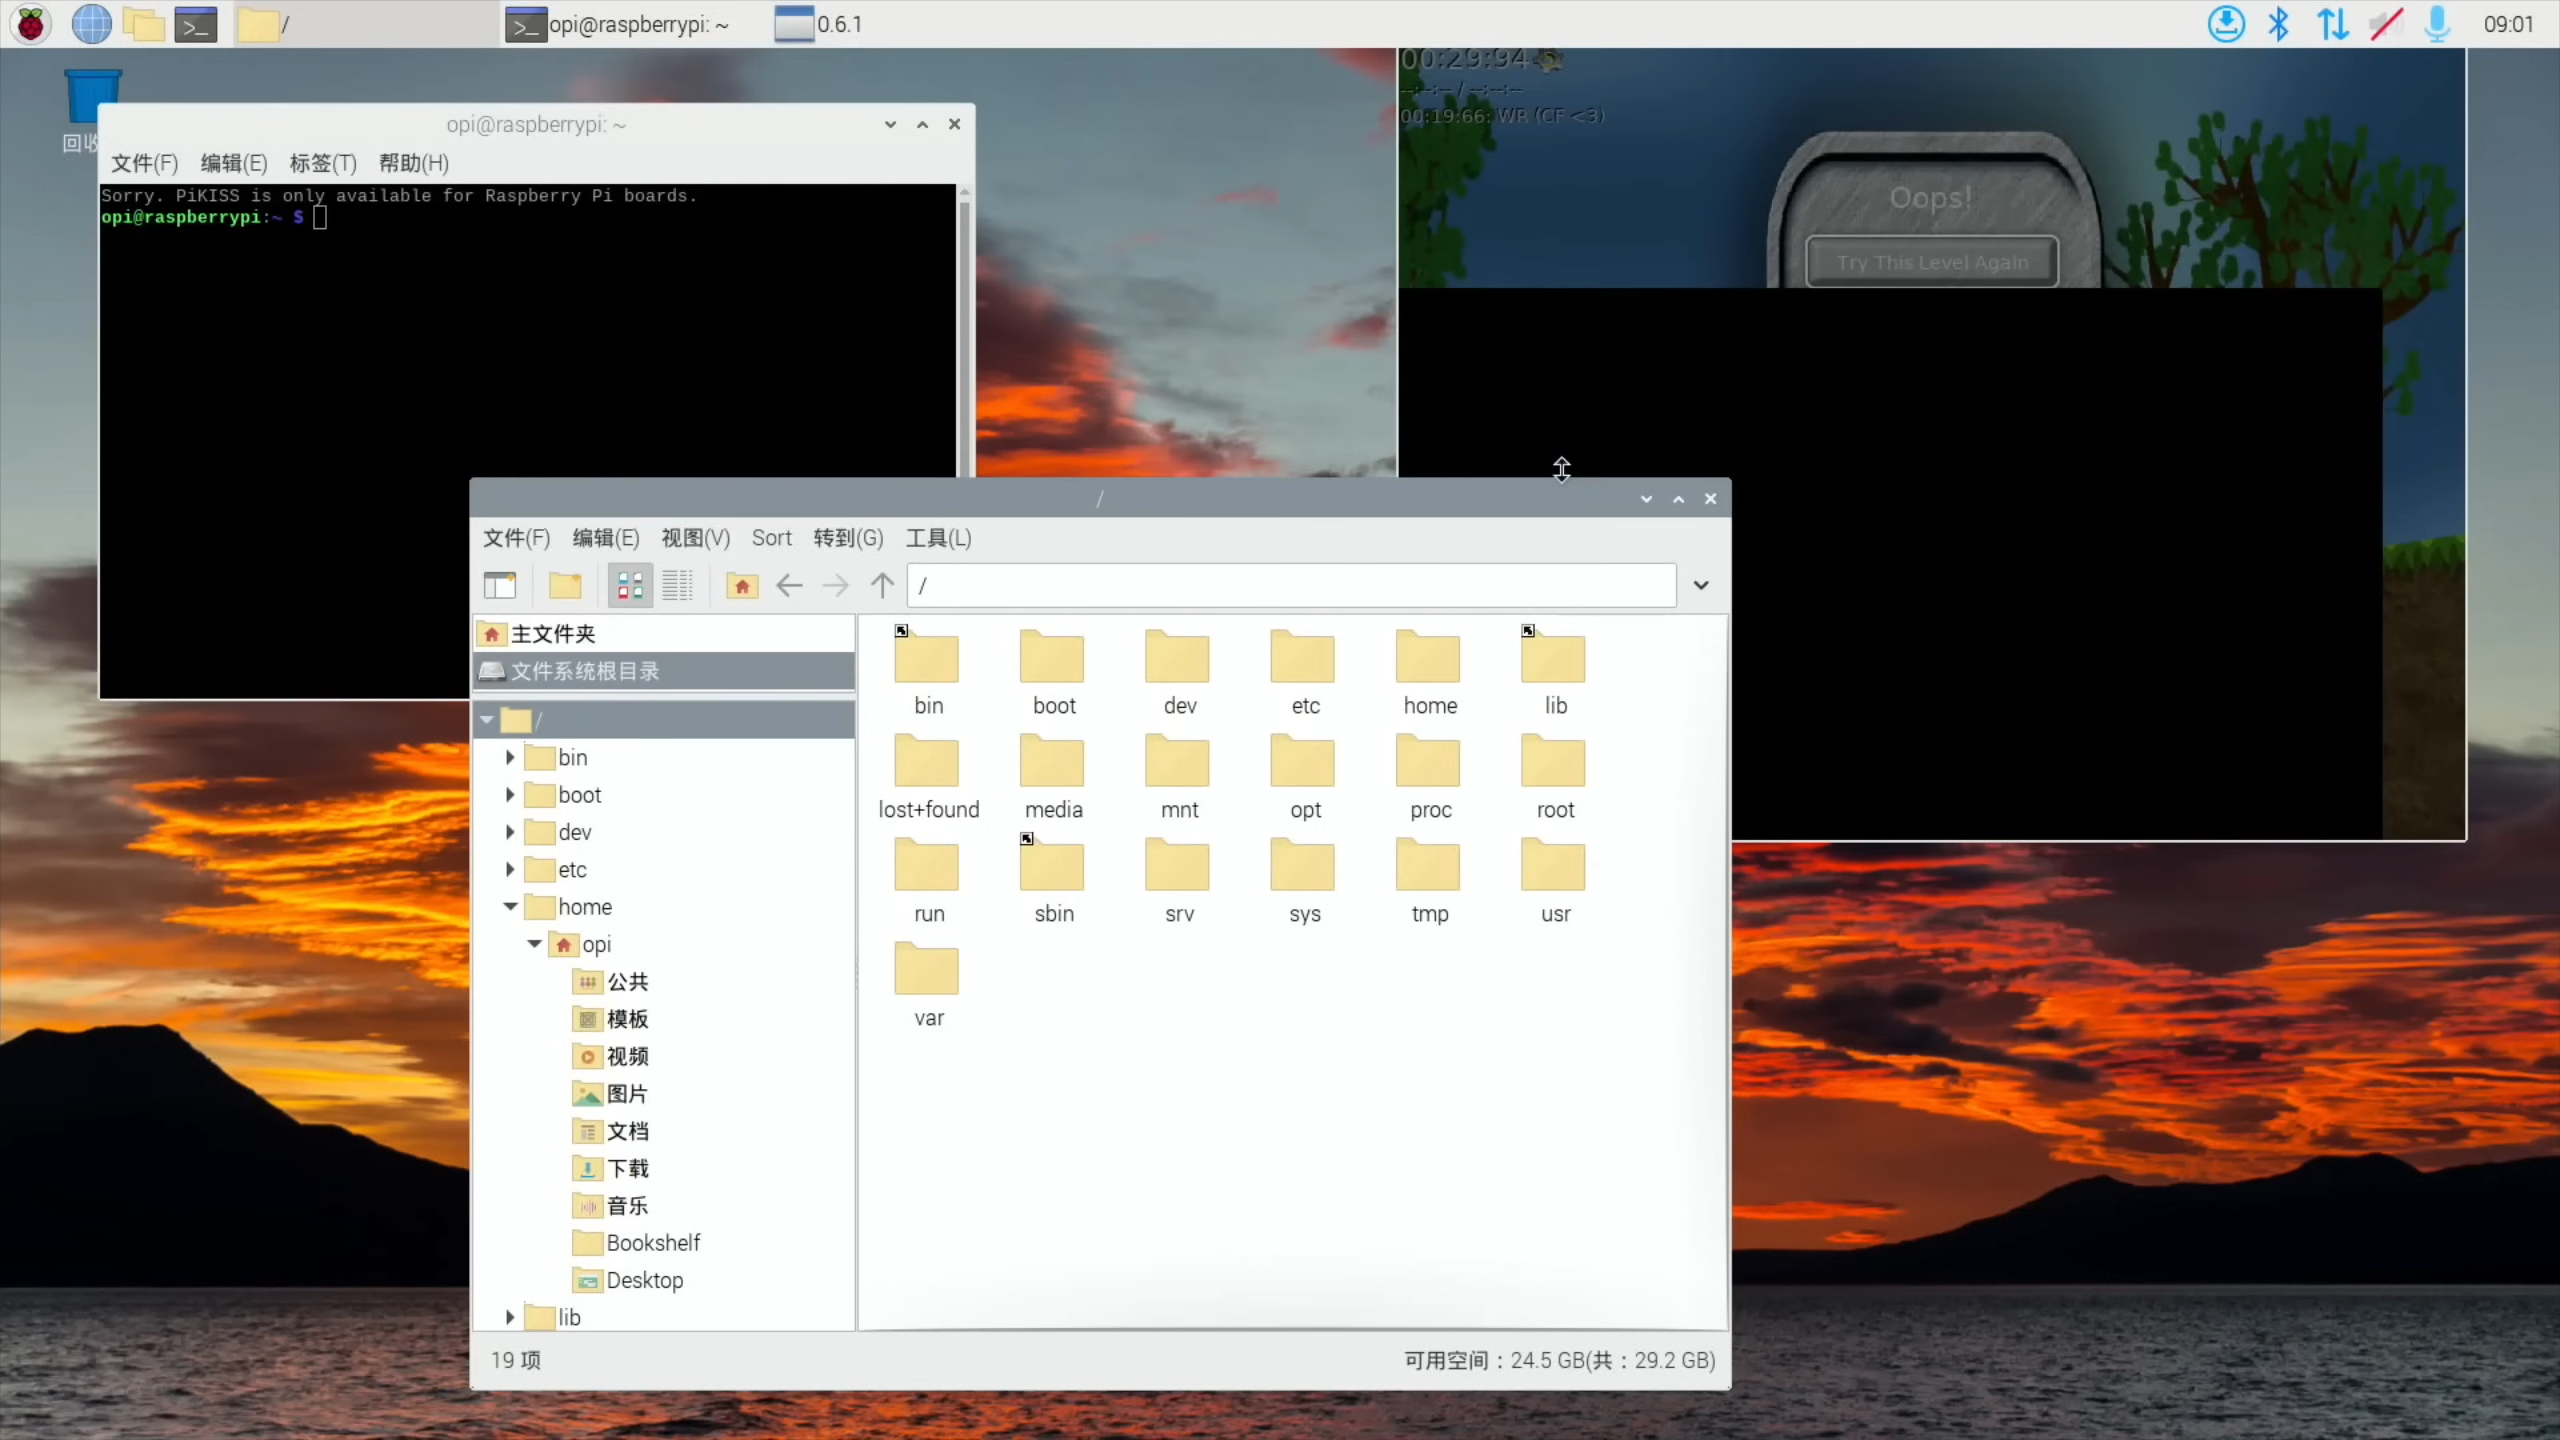 /
opi@raspberrypi: ~
0.6.1
09:01
回收
opi@raspberrypi: ~
文件(F) 编辑(E) 标签(T) 帮助(H)
Sorry. PiKISS is only available for Raspberry Pi boards.
opi@raspberrypi:~ $
00:29:94
--:--:-- / --:--:--
00:19:66: WR (CF <3)
Oops!
Try This Level Again
/
文件(F) 编辑(E) 视图(V) Sort 转到(G) 工具(L)
/
主文件夹
文件系统根目录
/
bin
boot
dev
etc
home
opi
公共
模板
视频
图片
文档
下载
音乐
Bookshelf
Desktop
lib
bin boot dev etc home lib
lost+found media mnt opt proc root
run sbin srv sys tmp usr
var
19 项
可用空间：24.5 GB(共：29.2 GB)